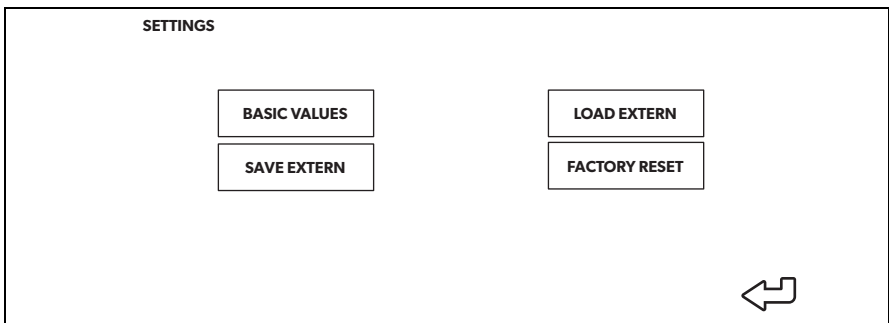 SETTINGS
BASIC VALUES
LOAD EXTERN
SAVE EXTERN
FACTORY RESET